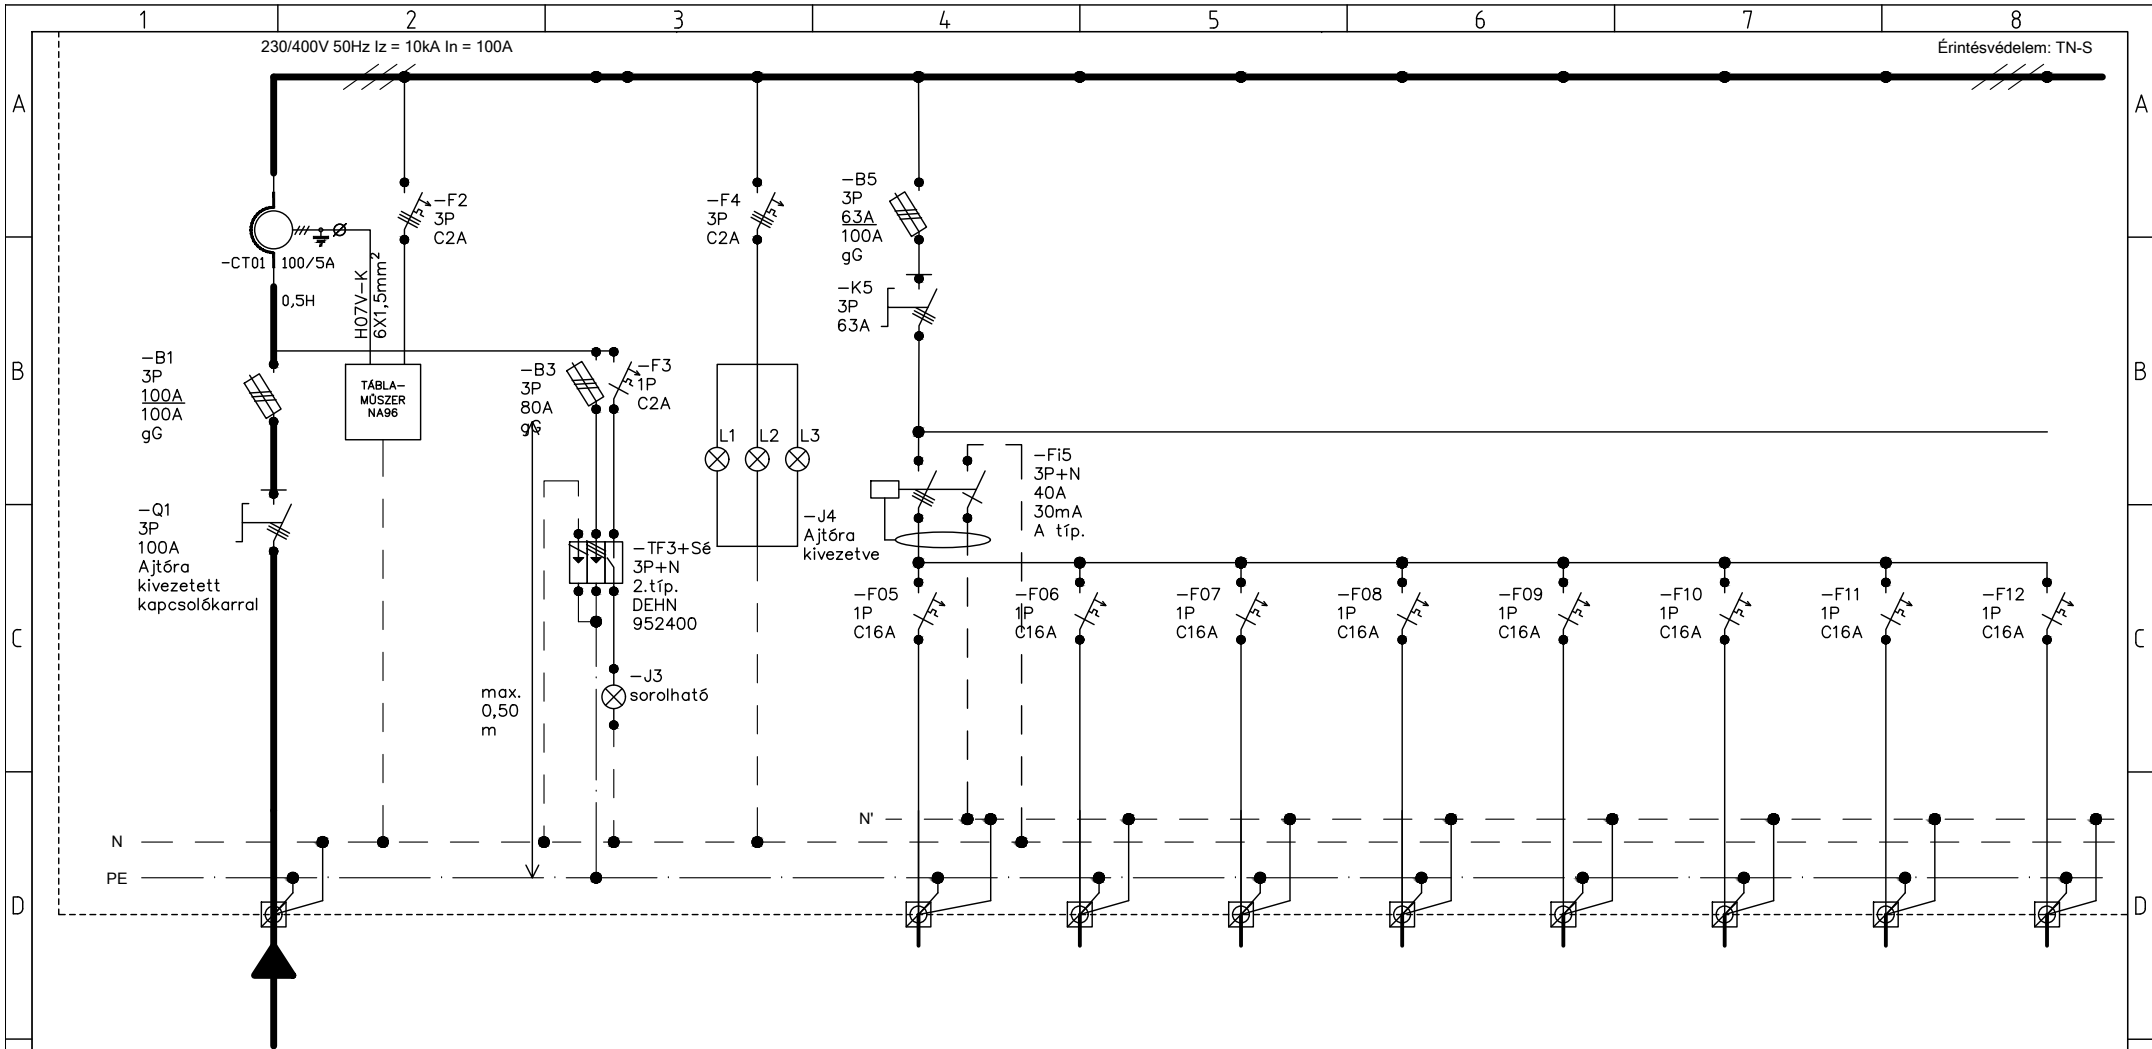 1 2 3 4 5 6 7 8
230/400V 50Hz Iz = 10kA In = 100A
Érintésvédelem: TN-S
A
A
-CT01 100/5A
0,5H
H07V-K
6X1,5mm²
-F2
3P
C2A
-F4
3P
C2A
-B5
3P
63A
100A
gG
-K5
3P
63A
B
B
-B1
3P
100A
100A
gG
TÁBLA-
MŰSZER
NA96
-B3
3P
80A
gG
-F3
1P
C2A
L1 L2 L3
-Q1
3P
100A
Ajtóra
kivezetett
kapcsolókarral
-TF3+Sé
3P+N
2.típ.
DEHN
952400
-J4
Ajtóra
kivezetve
-Fi5
3P+N
40A
30mA
A típ.
C
C
-F05
1P
C16A
-F06
1P
C16A
-F07
1P
C16A
-F08
1P
C16A
-F09
1P
C16A
-F10
1P
C16A
-F11
1P
C16A
-F12
1P
C16A
max.
0,50
m
-J3
sorolható
N'
N
PE
D
D